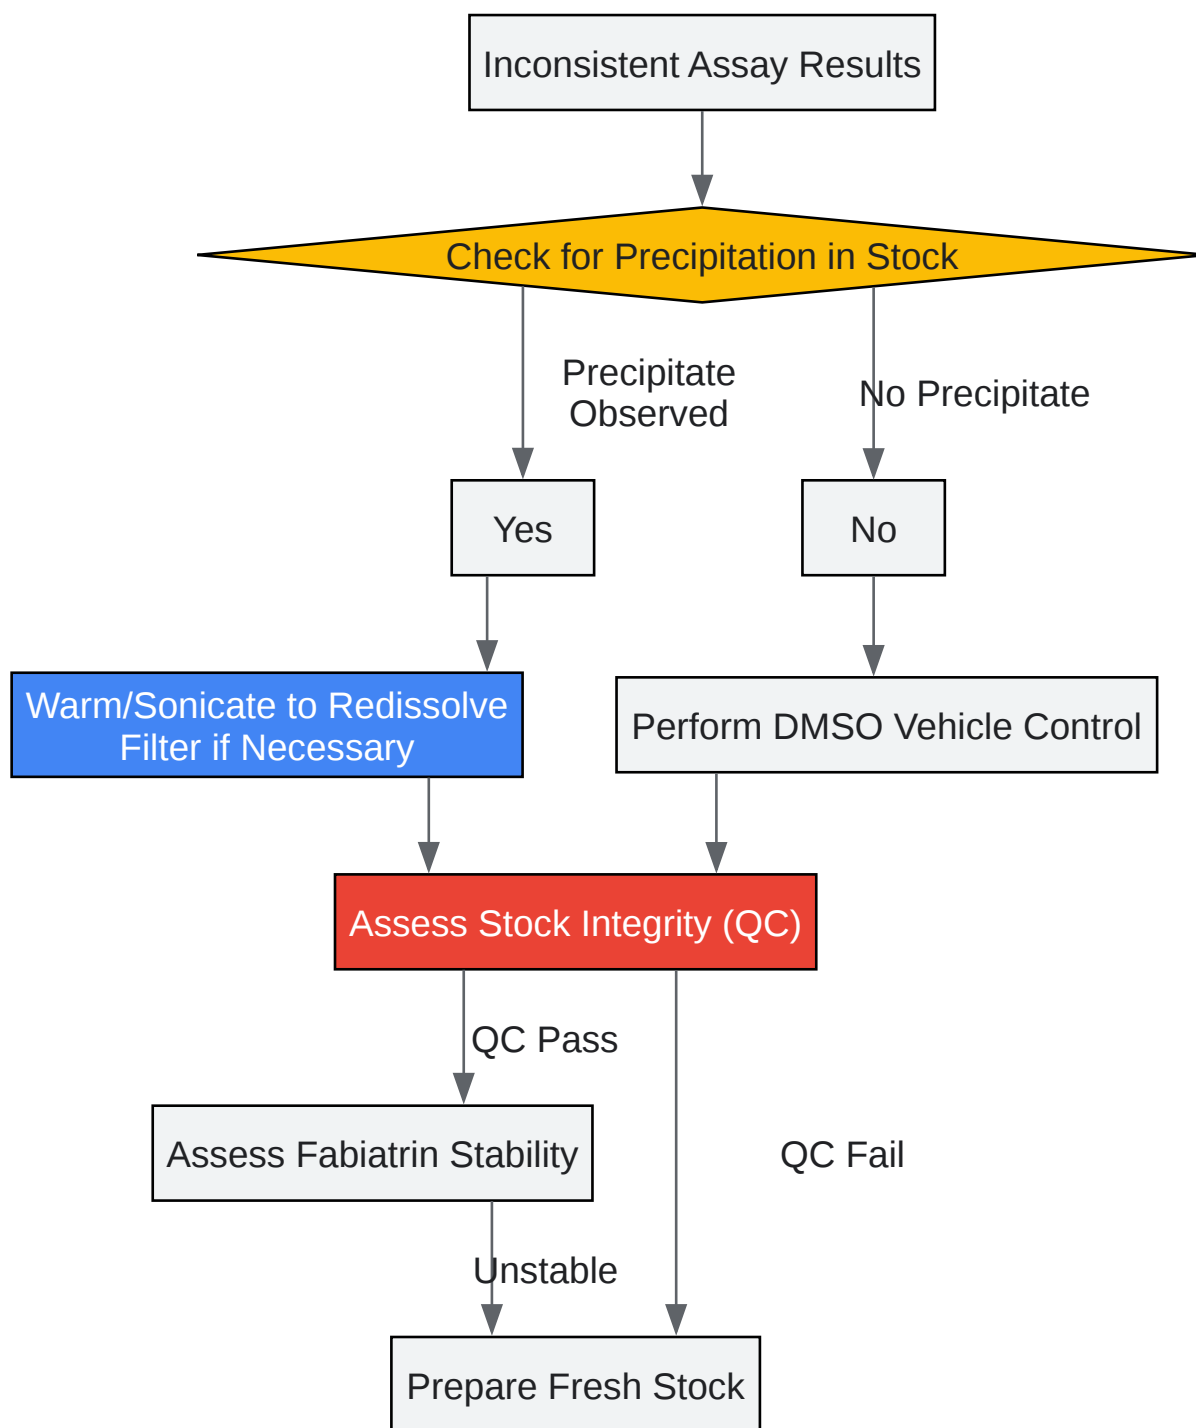 Inconsistent Assay Results
Check for Precipitation in Stock
Precipitate
Observed
No Precipitate
Yes
No
Warm/Sonicate to Redissolve
Filter if Necessary
Perform DMSO Vehicle Control
Assess Stock Integrity (QC)
QC Pass
Assess Fabiatrin Stability
QC Fail
Unstable
Prepare Fresh Stock